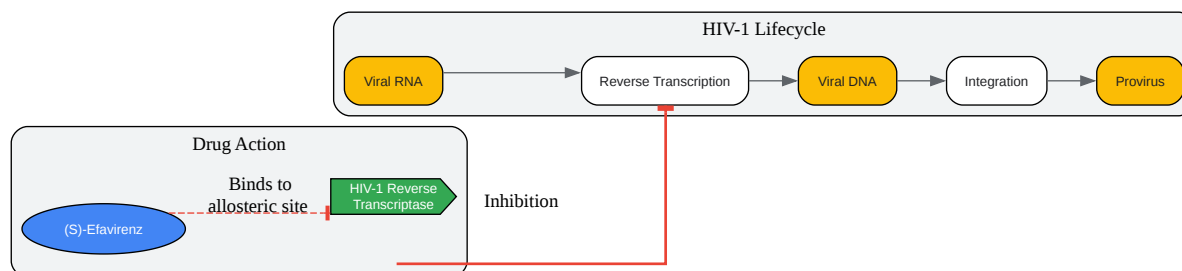 HIV-1 Lifecycle
Viral RNA
Reverse Transcription
Viral DNA
Integration
Provirus
Drug Action
Binds to
allosteric site
HIV-1 Reverse
Transcriptase
(S)-Efavirenz
Inhibition